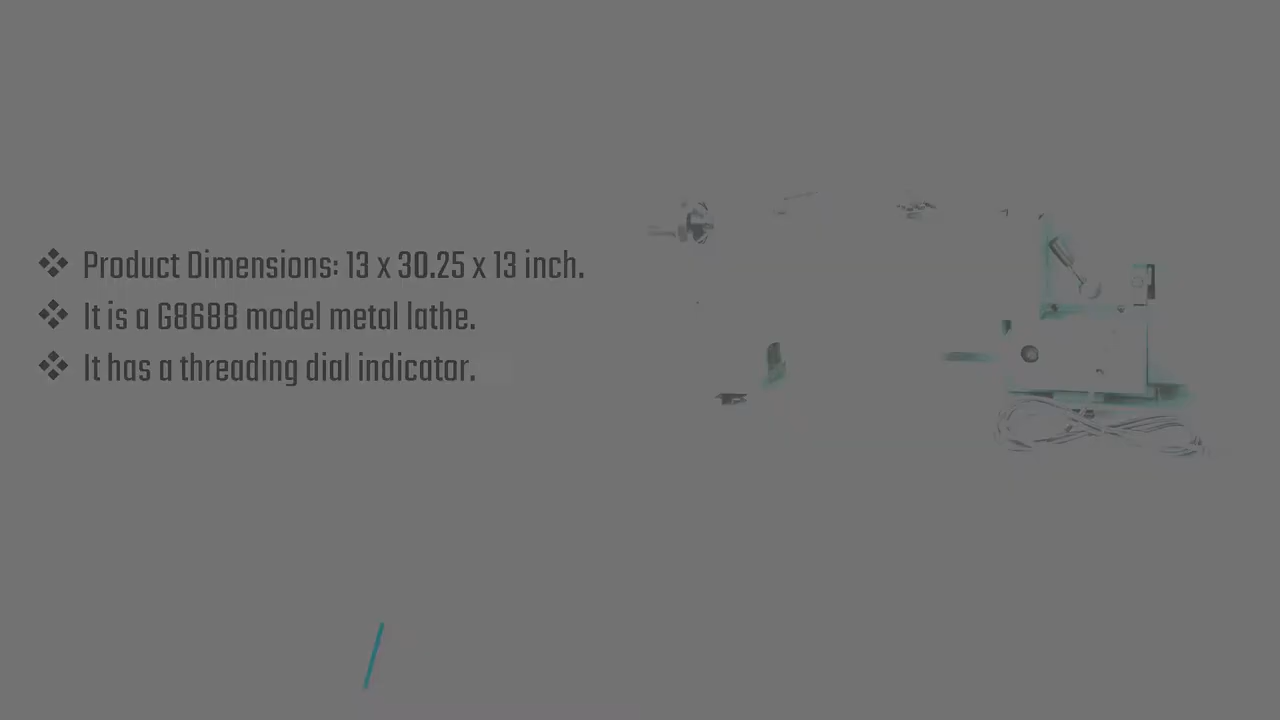 Product Dimensions: 13 x 30.25 x 13 inch.
It is a G8688 model metal lathe.
It has a threading dial indicator.